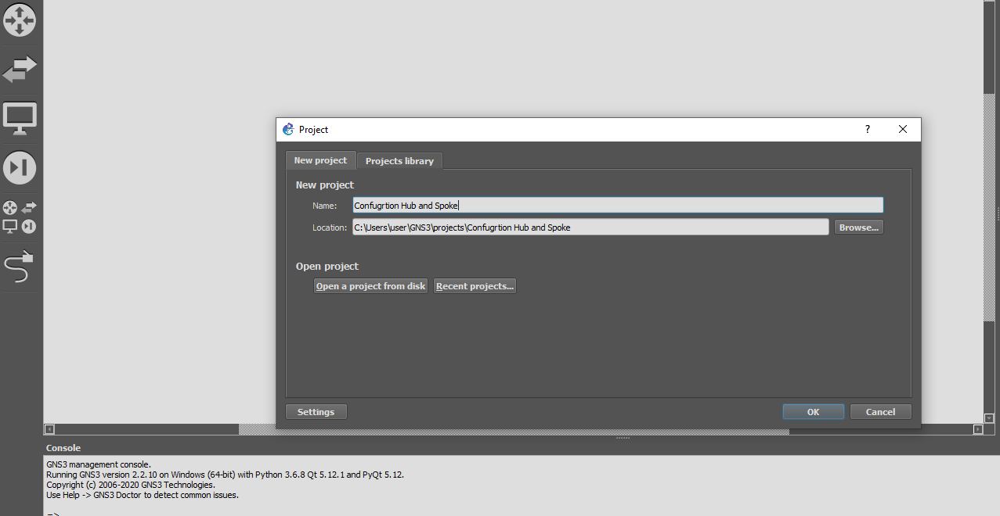 Project
?
New project
Projects library
New project
Name: Confugrtion Hub and Spoke
Location: C:\Users\user\GNS3\projects\Confugrtion Hub and Spoke Browse...
Open project
Open a project from disk Recent projects...
Settings OK Cancel
Console
GNS3 management console.
Running GNS3 version 2.2.10 on Windows (64-bit) with Python 3.6.8 Qt 5.12.1 and PyQt 5.12.
Copyright (c) 2006-2020 GNS3 Technologies.
Use Help -> GNS3 Doctor to detect common issues.
=>